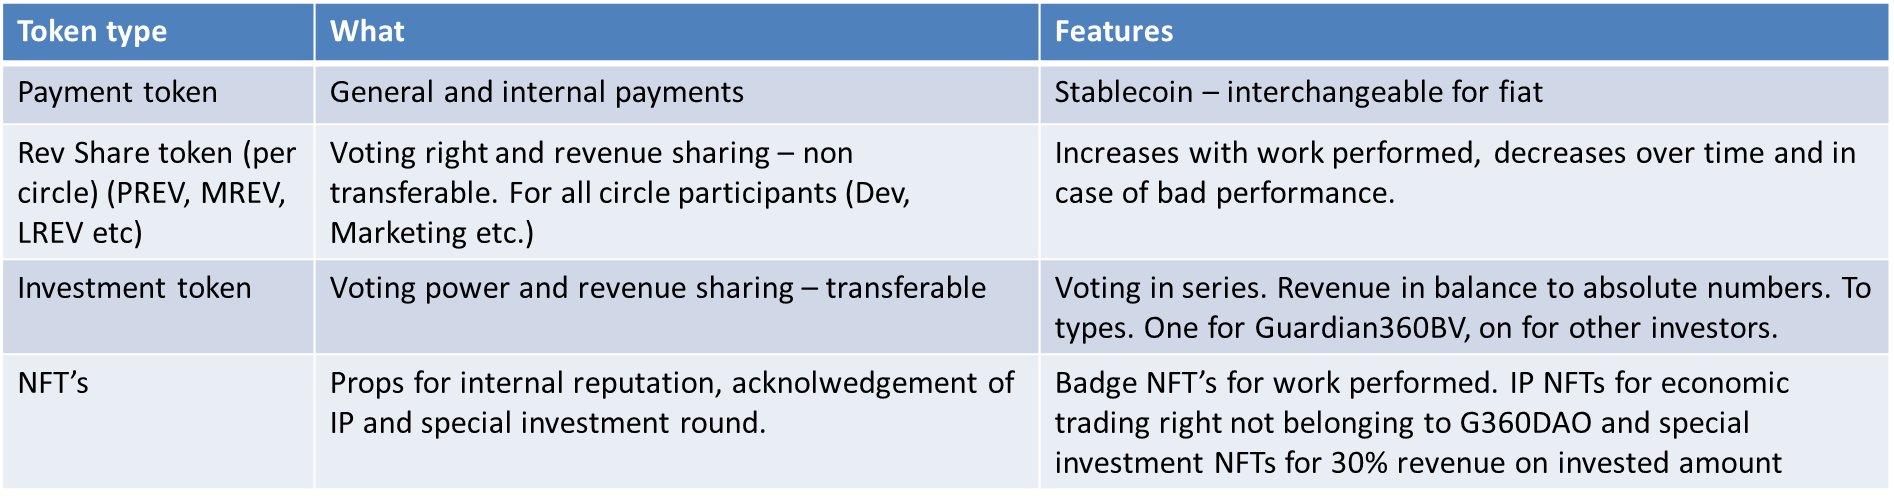 Token type
What
Features
Payment token
General and internal payments
Stablecoin – interchangeable for fiat
Rev Share token (per
circle) (PREV, MREV,
LREV etc)
Voting right and revenue sharing – non
transferable. For all circle participants (Dev,
Marketing etc.)
Increases with work performed, decreases over time and in
case of bad performance.
Investment token
Voting power and revenue sharing – transferable
Voting in series. Revenue in balance to absolute numbers. To
types. One for Guardian360BV, on for other investors.
NFT’s
Props for internal reputation, acknolwedgement of
IP and special investment round.
Badge NFT’s for work performed. IP NFTs for economic
trading right not belonging to G360DAO and special
investment NFTs for 30% revenue on invested amount